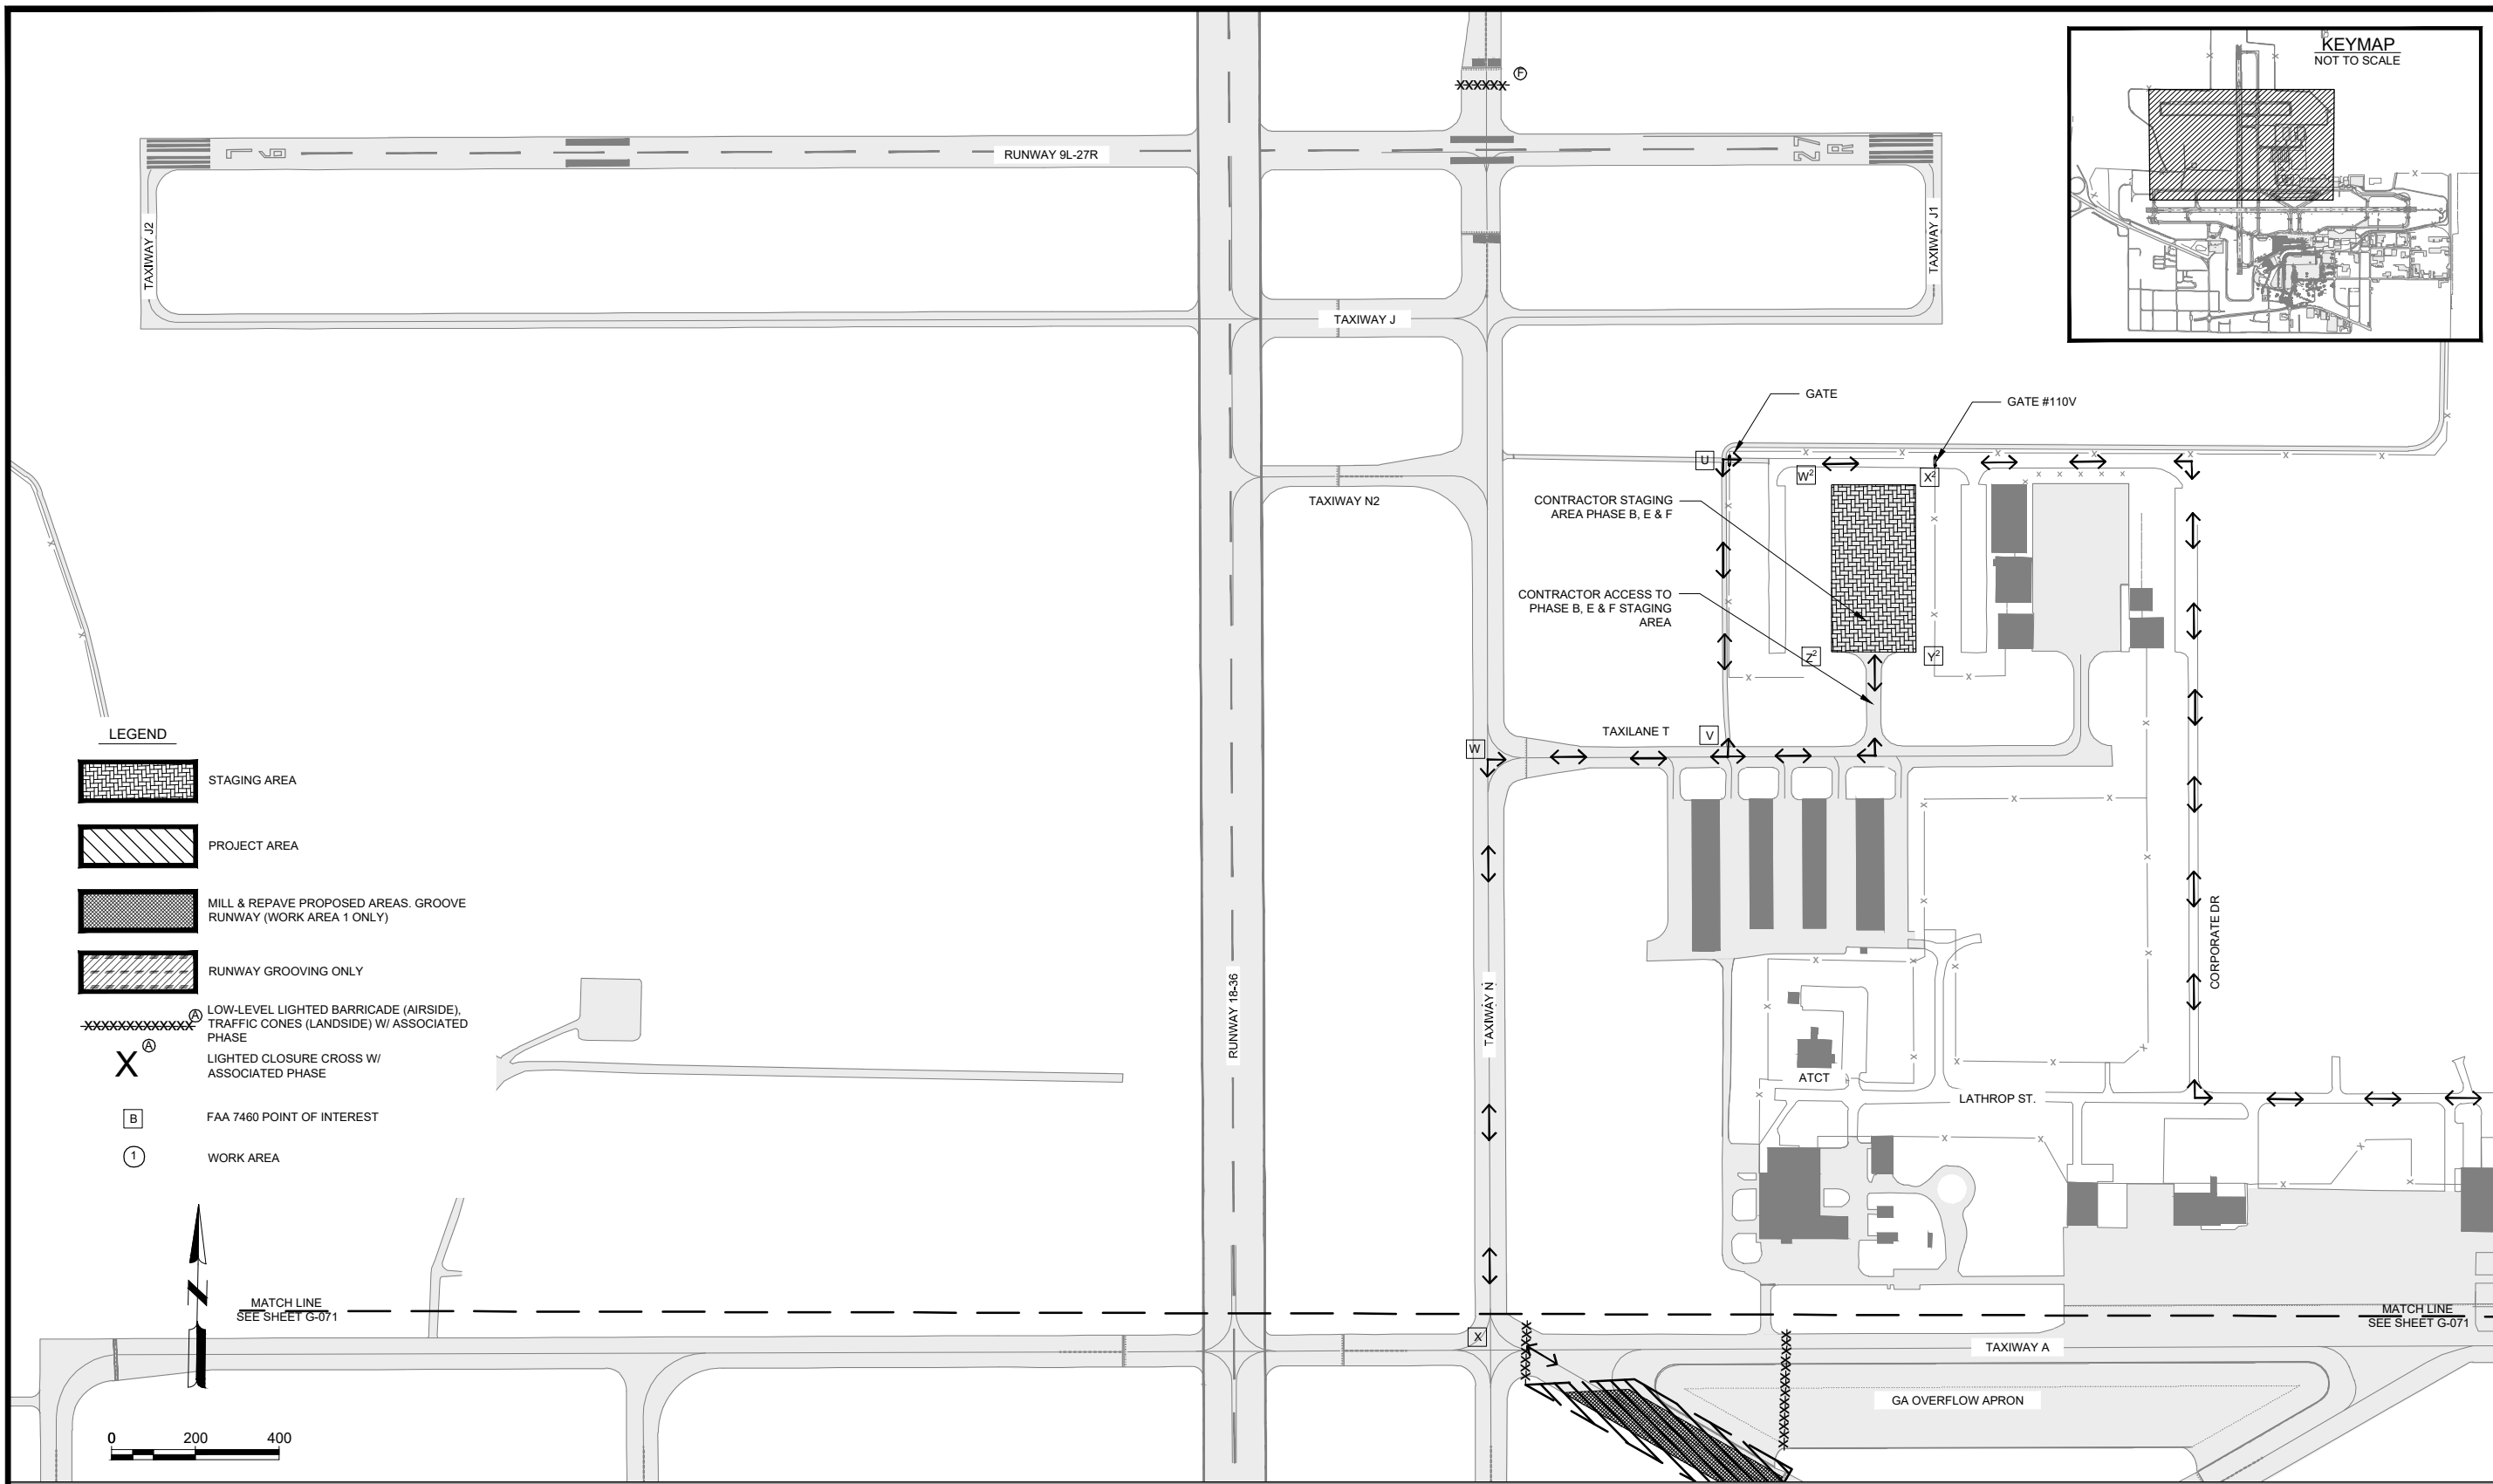 KEYMAP
NOT TO SCALE
F
9
L
RUNWAY 9L-27R
27
R
TAXIWAY J2
TAXIWAY J1
TAXIWAY J
GATE
GATE #110V
U
W2
X2
TAXIWAY N2
CONTRACTOR STAGING
AREA PHASE B, E & F
CONTRACTOR ACCESS TO
PHASE B, E & F STAGING
AREA
Z2
Y2
LEGEND
STAGING AREA
PROJECT AREA
MILL & REPAVE PROPOSED AREAS. GROOVE
RUNWAY (WORK AREA 1 ONLY)
RUNWAY GROOVING ONLY
A
LOW-LEVEL LIGHTED BARRICADE (AIRSIDE),
TRAFFIC CONES (LANDSIDE) W/ ASSOCIATED
PHASE
X
A
LIGHTED CLOSURE CROSS W/
ASSOCIATED PHASE
B
FAA 7460 POINT OF INTEREST
1
WORK AREA
TAXILANE T
V
W
RUNWAY 18-36
TAXIWAY N
CORPORATE DR
ATCT
LATHROP ST.
N
MATCH LINE
SEE SHEET G-071
MATCH LINE
SEE SHEET G-071
X
TAXIWAY A
GA OVERFLOW APRON
0 200 400